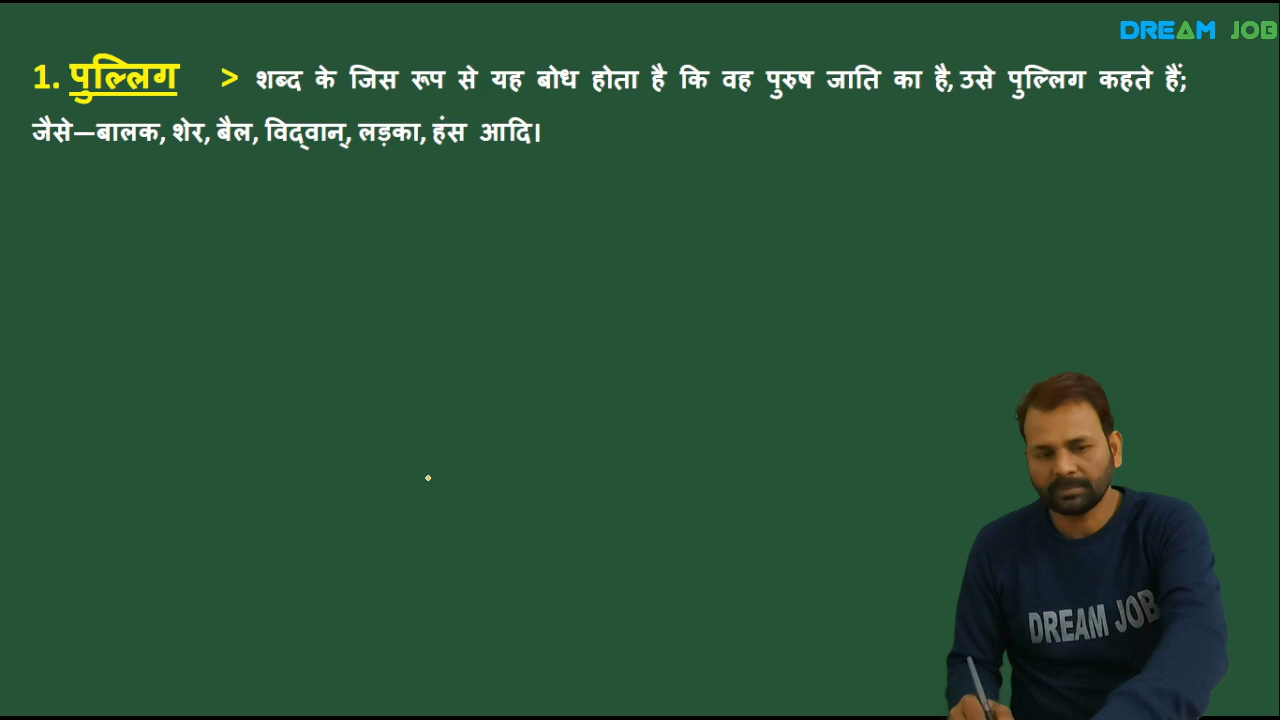 DREAM JOB
1. पुल्लिग > शब्द के जिस रूप से यह बोध होता है कि वह पुरुष जाति का है, उसे पुल्लिग कहते हैं;
जैसे—बालक, शेर, बैल, विद्‌वान्, लड़का, हंस आदि।
DREAM JOB